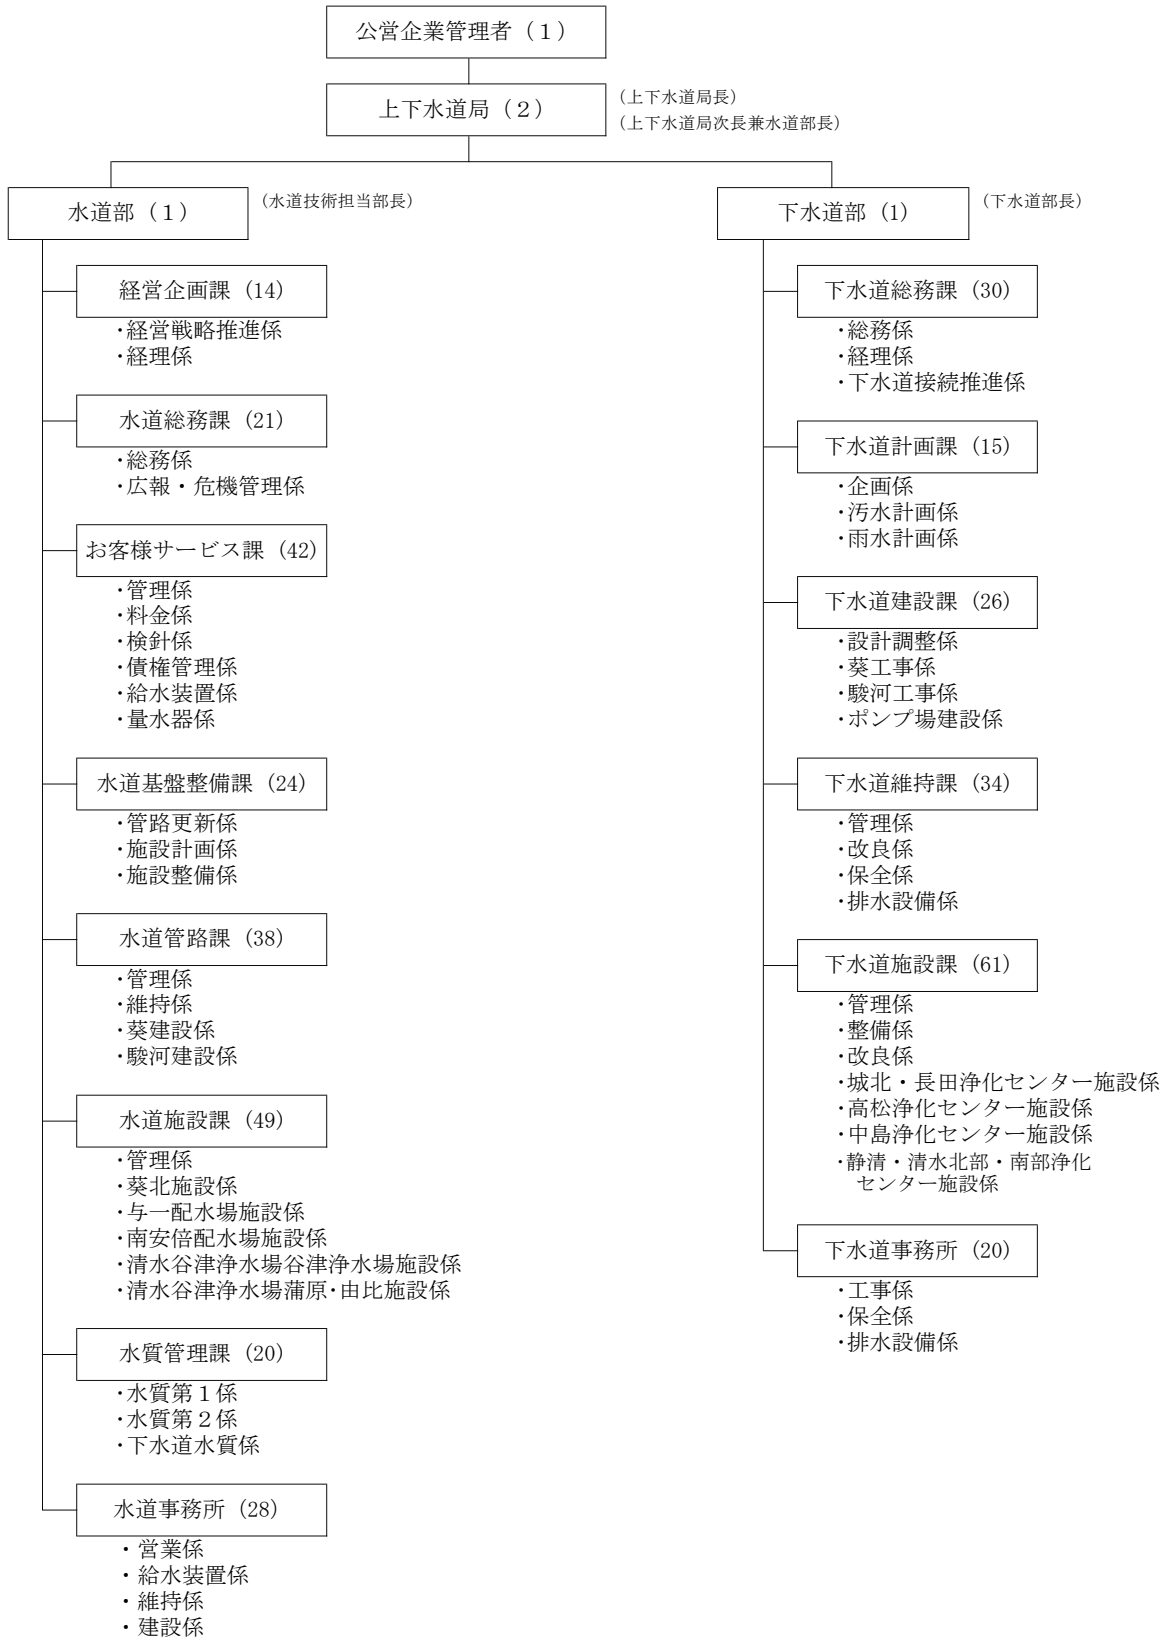 公営企業管理者（１）
上下水道局（２）
（上下水道局長）
（上下水道局次長兼水道部長）
水道部（１）
（水道技術担当部長）
経営企画課（14）
・経営戦略推進係
・経理係
水道総務課（21）
・総務係
・広報・危機管理係
お客様サービス課（42）
・管理係
・料金係
・検針係
・債権管理係
・給水装置係
・量水器係
水道基盤整備課（24）
・管路更新係
・施設計画係
・施設整備係
水道管路課（38）
・管理係
・維持係
・葵建設係
・駿河建設係
水道施設課（49）
・管理係
・葵北施設係
・与一配水場施設係
・南安倍配水場施設係
・清水谷津浄水場谷津浄水場施設係
・清水谷津浄水場蒲原・由比施設係
水質管理課（20）
・水質第１係
・水質第２係
・下水道水質係
水道事務所（28）
・営業係
・給水装置係
・維持係
・建設係
下水道部（1）
（下水道部長）
下水道総務課（30）
・総務係
・経理係
・下水道接続推進係
下水道計画課（15）
・企画係
・汚水計画係
・雨水計画係
下水道建設課（26）
・設計調整係
・葵工事係
・駿河工事係
・ポンプ場建設係
下水道維持課（34）
・管理係
・改良係
・保全係
・排水設備係
下水道施設課（61）
・管理係
・整備係
・改良係
・城北・長田浄化センター施設係
・高松浄化センター施設係
・中島浄化センター施設係
・静清・清水北部・南部浄化
センター施設係
下水道事務所（20）
・工事係
・保全係
・排水設備係